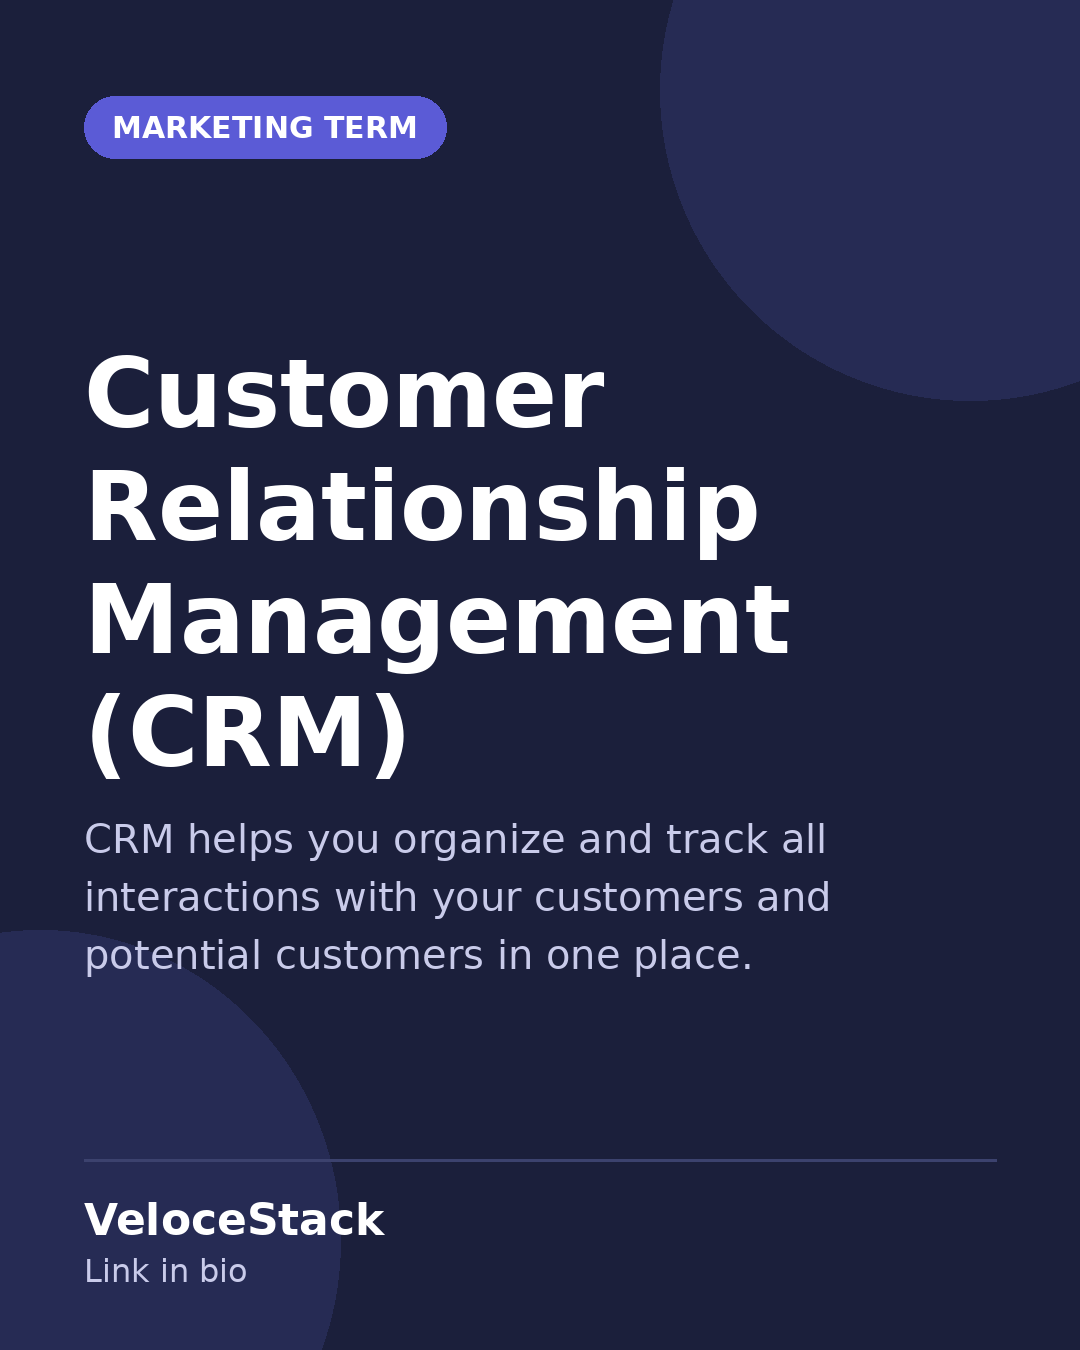 MARKETING TERM
Customer
Relationship
Management
(CRM)
CRM helps you organize and track all
interactions with your customers and
potential customers in one place.
VeloceStack
Link in bio